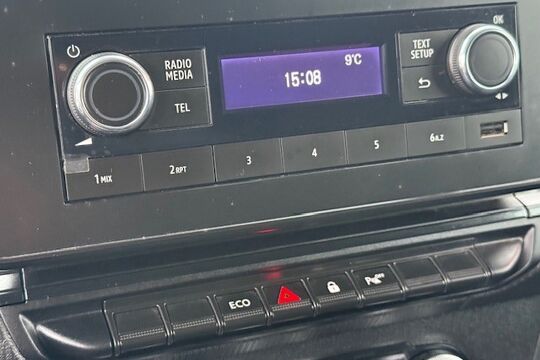 RADIO
MEDIA
TEL
9°C
15:08
TEXT
SETUP
OK
1 MIX
2 RPT
3
4
5
6 A.Z
ECO